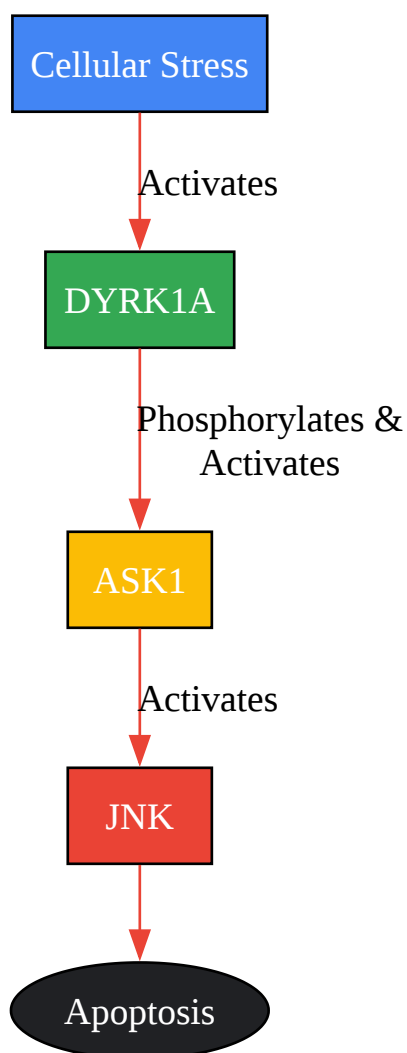 Cellular Stress
Activates
DYRK1A
Phosphorylates &
Activates
ASK1
Activates
JNK
Apoptosis